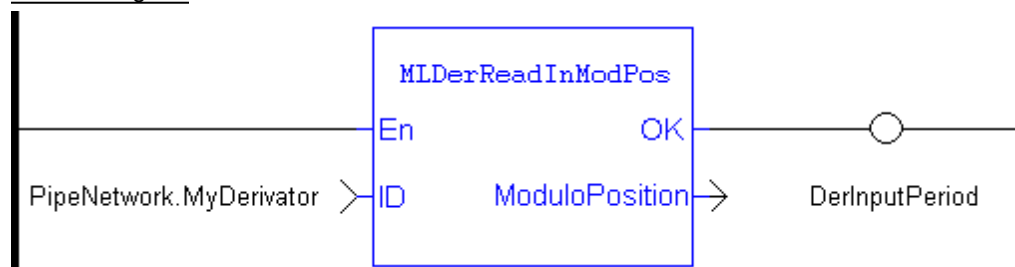 MLDerReadInModPos
En OK
PipeNetwork.MyDerivator ID ModuloPosition DerInputPeriod